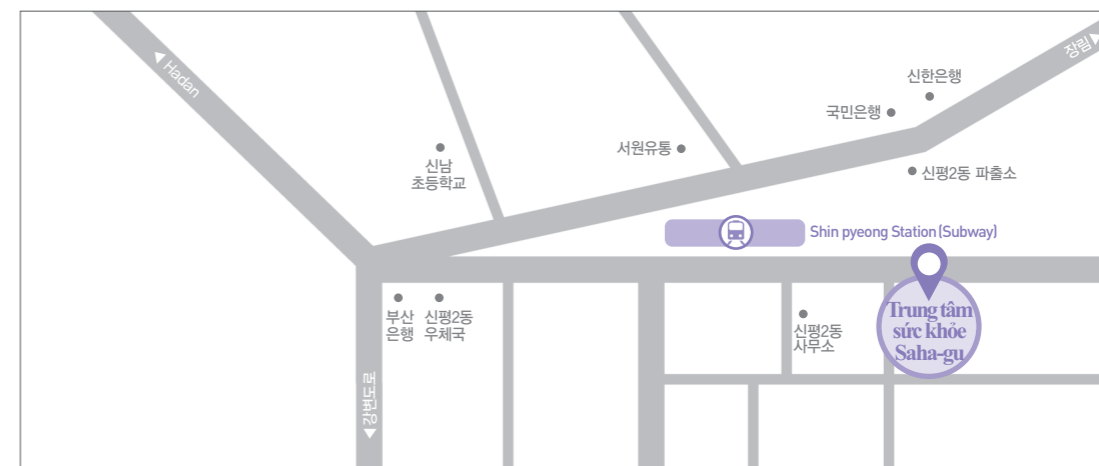 ◀ Hadan
장림▶
신한은행
국민은행
서원유통
신남
초등학교
신평2동 파출소
Shin pyeong Station(Subway)
Trung tâm
sức khỏe
Saha-gu
부산
은행
신평2동
우체국
신평2동
사무소
◀강변도로